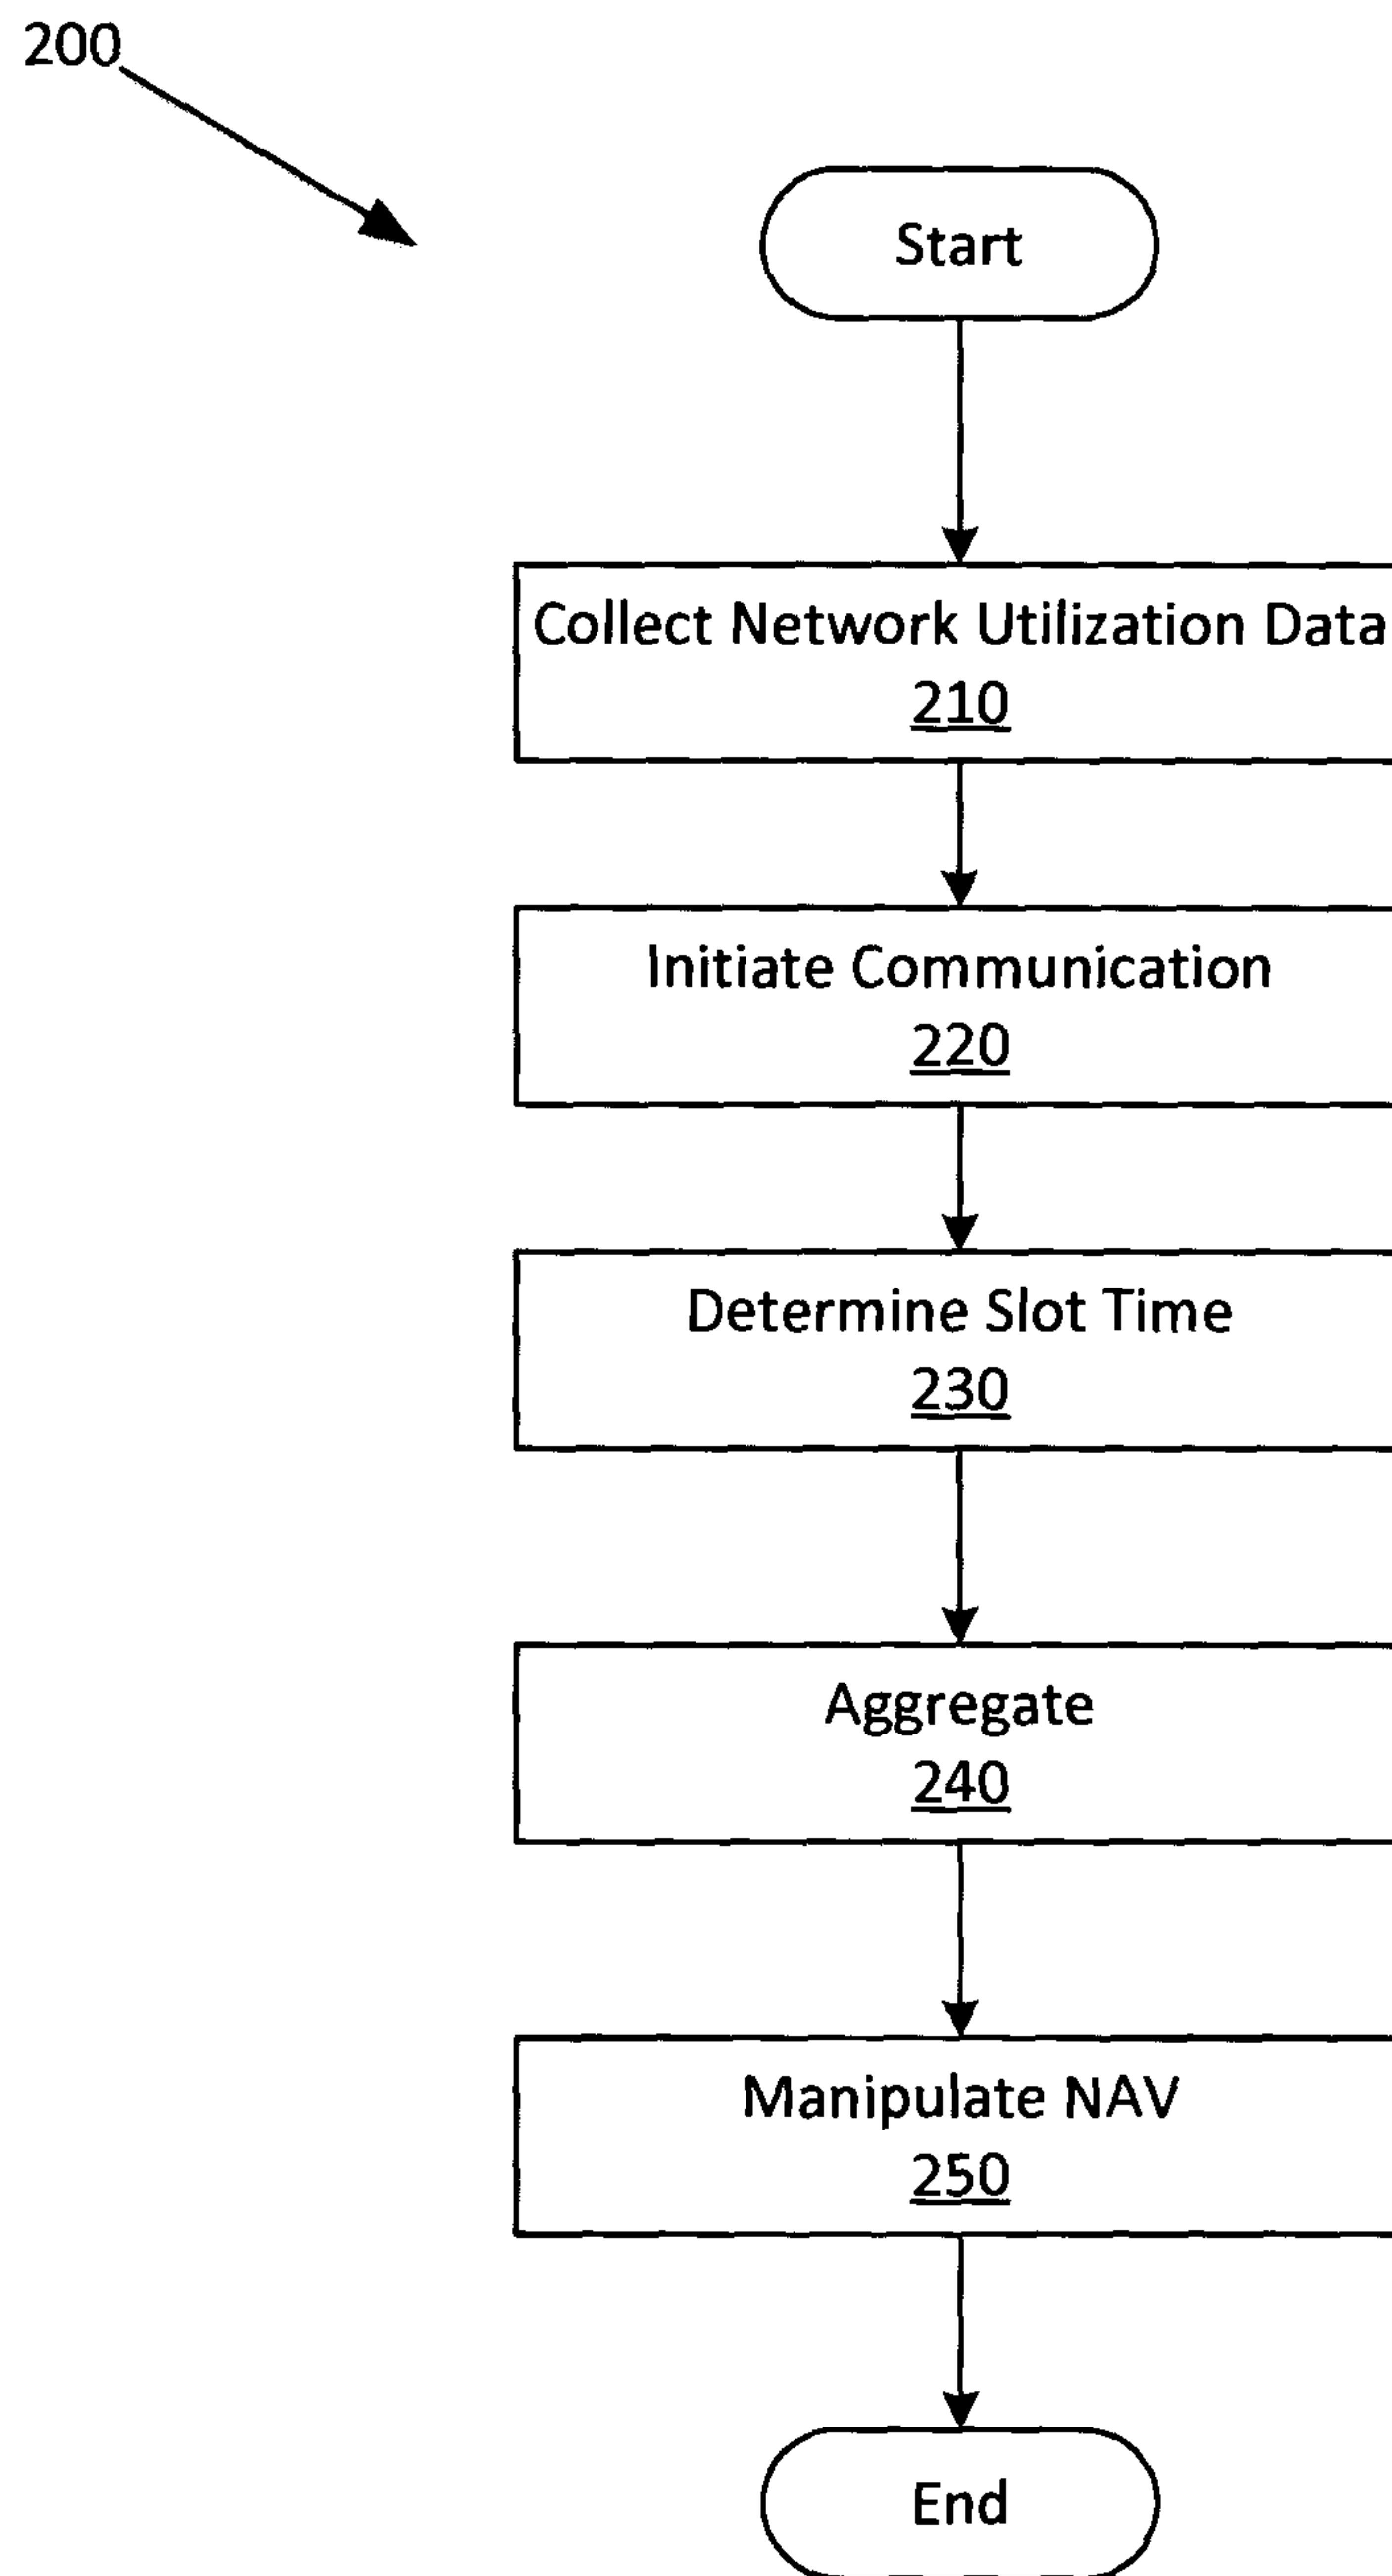 200
Start
Collect Network Utilization Data
210
Initiate Communication
220
Determine Slot Time
230
Aggregate
240
Manipulate NAV
250
End